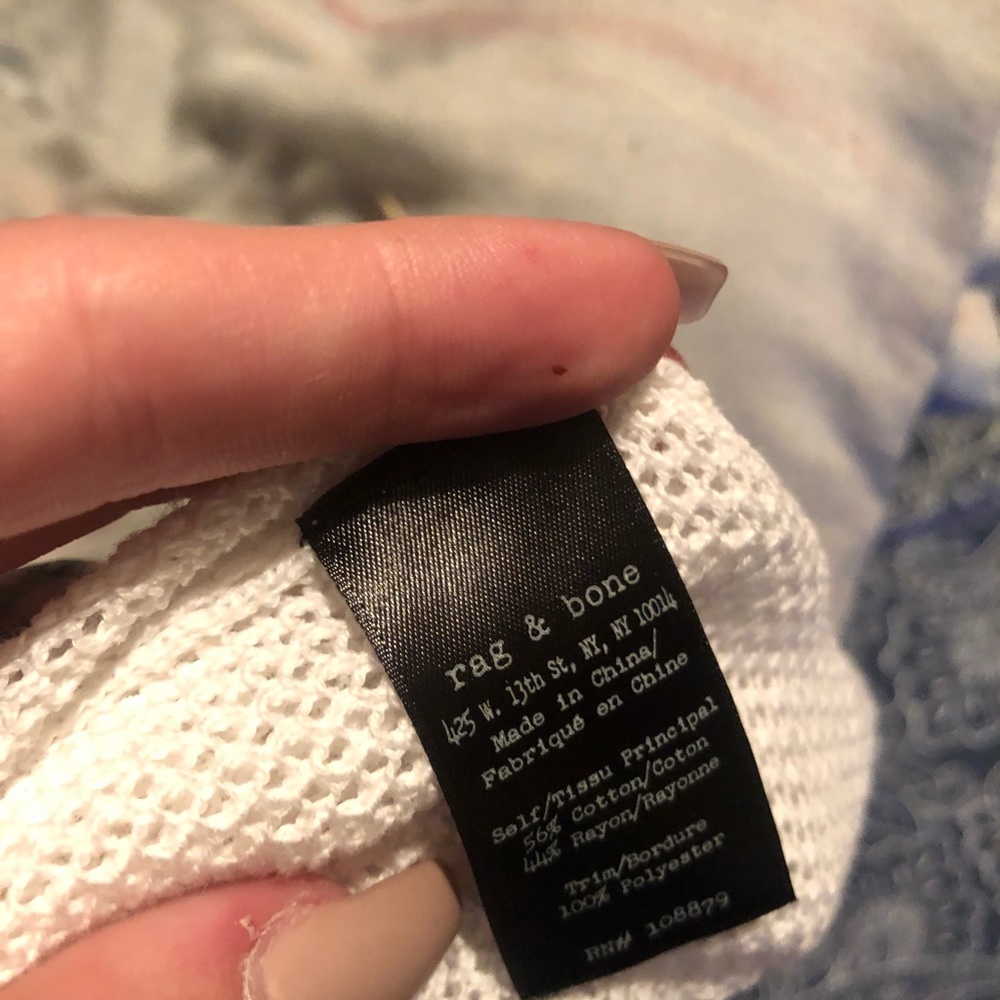 rag & bone
425 W. 13th St, NY, NY 10014
Made in China/
Fabriqué en Chine
Self/Tissu Principal
56% Cotton/Coton
44% Rayon/Rayonne
Trim/Bordure
100% Polyester
RN# 108879